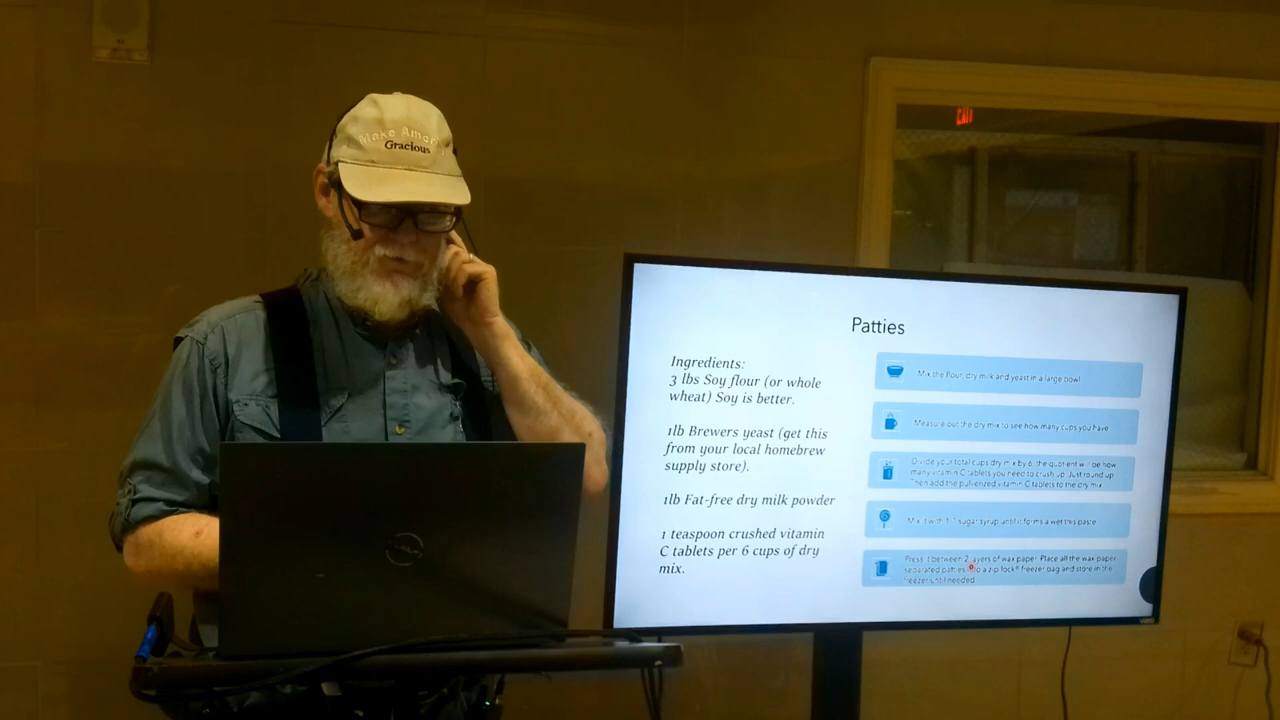 Make Amer
Gracious
EXIT
Patties
Ingredients:
3 lbs Soy flour (or whole
wheat) Soy is better.
1lb Brewers yeast (get this
from your local homebrew
supply store).
1lb Fat-free dry milk powder
1 teaspoon crushed vitamin
C tablets per 6 cups of dry
mix.
Mix the flour, dry milk and yeast in a large bowl
Measure out the dry mix to see how many cups you have
Divide your total cups dry mix by 6, the quotient will be how
many vitamin C tablets you need to crush up. Just round up.
Then add the pulverized vitamin C tablets to the dry mix.
Mix it with 1:1 sugar syrup until it forms a wet this paste
Press it between 2 layers of wax paper. Place all the wax paper
separated patties a zip lock® freezer bag and store in the
freezer until needed
DELL
VIZIO